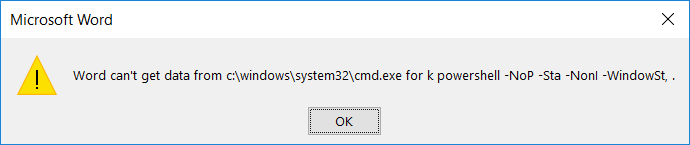 Microsoft Word
Word can't get data from c:\windows\system32\cmd.exe for k powershell -NoP -Sta -NonI -WindowSt, .
OK